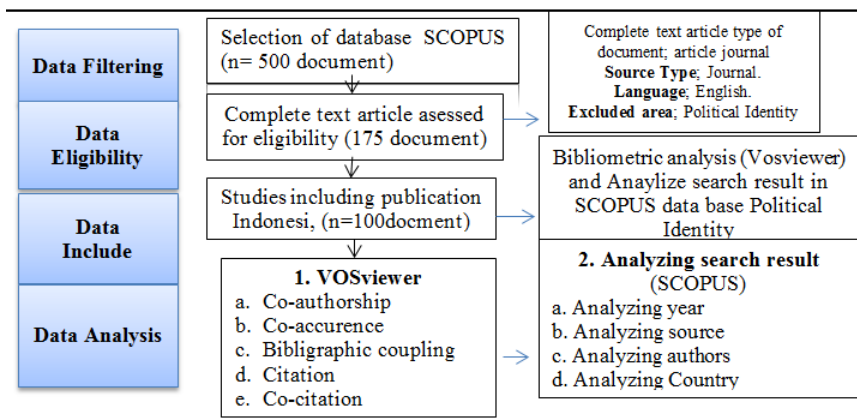 Data Filtering
Data
Eligibility
Data
Include
Data Analysis
Selection of database SCOPUS
(n= 500 document)
Complete text article asessed
for eligibility (175 document)
Studies including publication
Indonesi, (n=100docment)
1. VOSviewer
a. Co-authorship
b. Co-accurence
c. Bibligraphic coupling
d. Citation
e. Co-citation
Complete text article type of
document; article journal
Source Type; Journal.
Language; English.
Excluded area; Political Identity
Bibliometric analysis (Vosviewer)
and Anaylize search result in
SCOPUS data base Political
Identity
2. Analyzing search result
(SCOPUS)
a. Analyzing year
b. Analyzing source
c. Analyzing authors
d. Analyzing Country